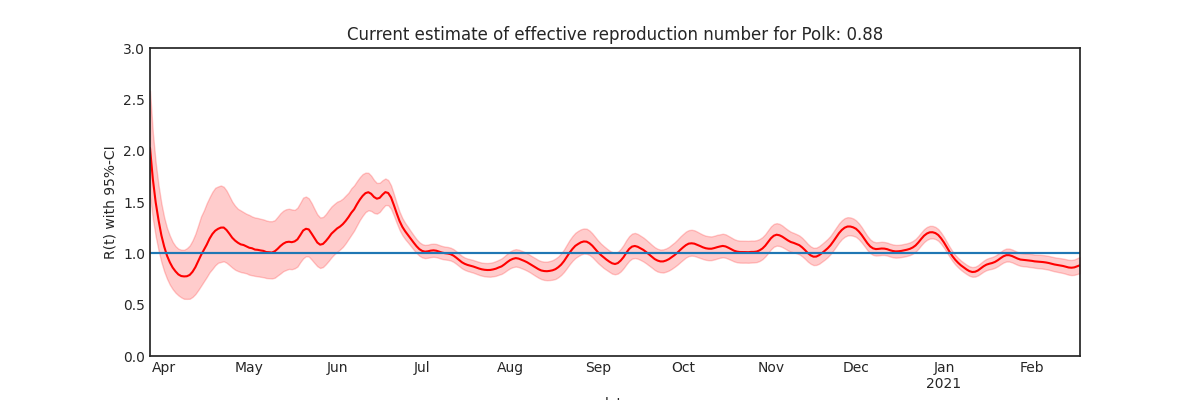 Current estimate of effective reproduction number for Polk: 0.88
R(t) with 95%-CI
3.0
2.5
2.0
1.5
1.0
0.5
0.0
Apr May Jun Jul Aug Sep Oct Nov Dec Jan Feb
2021